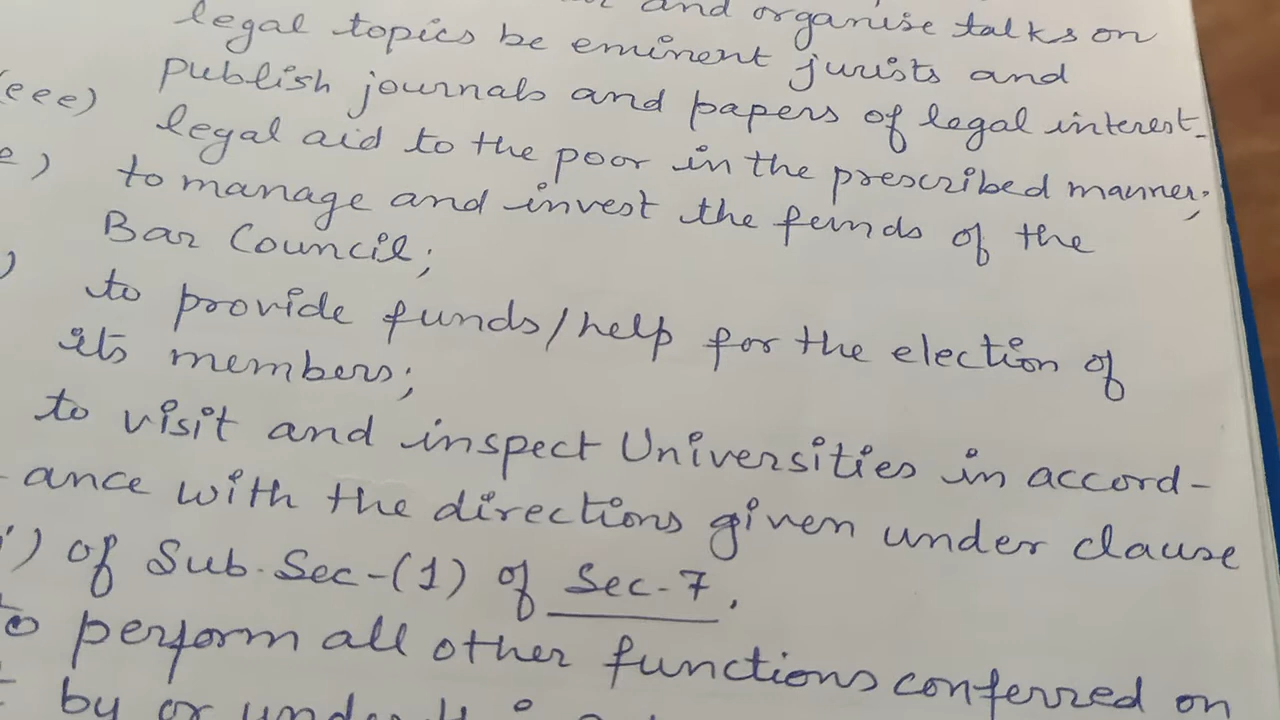 and organise talks on
legal topics be eminent jurists and
publish journals and papers of legal interest-
(eee) legal aid to the poor in the prescribed manner;
e) to manage and invest the funds of the
Bar Council;
) to provide funds/help for the election of
its members;
to visit and inspect Universities in accord-
ance with the directions given under clause
i) of Sub. Sec-(1) of Sec-7.
to perform all other functions conferred on
by or under